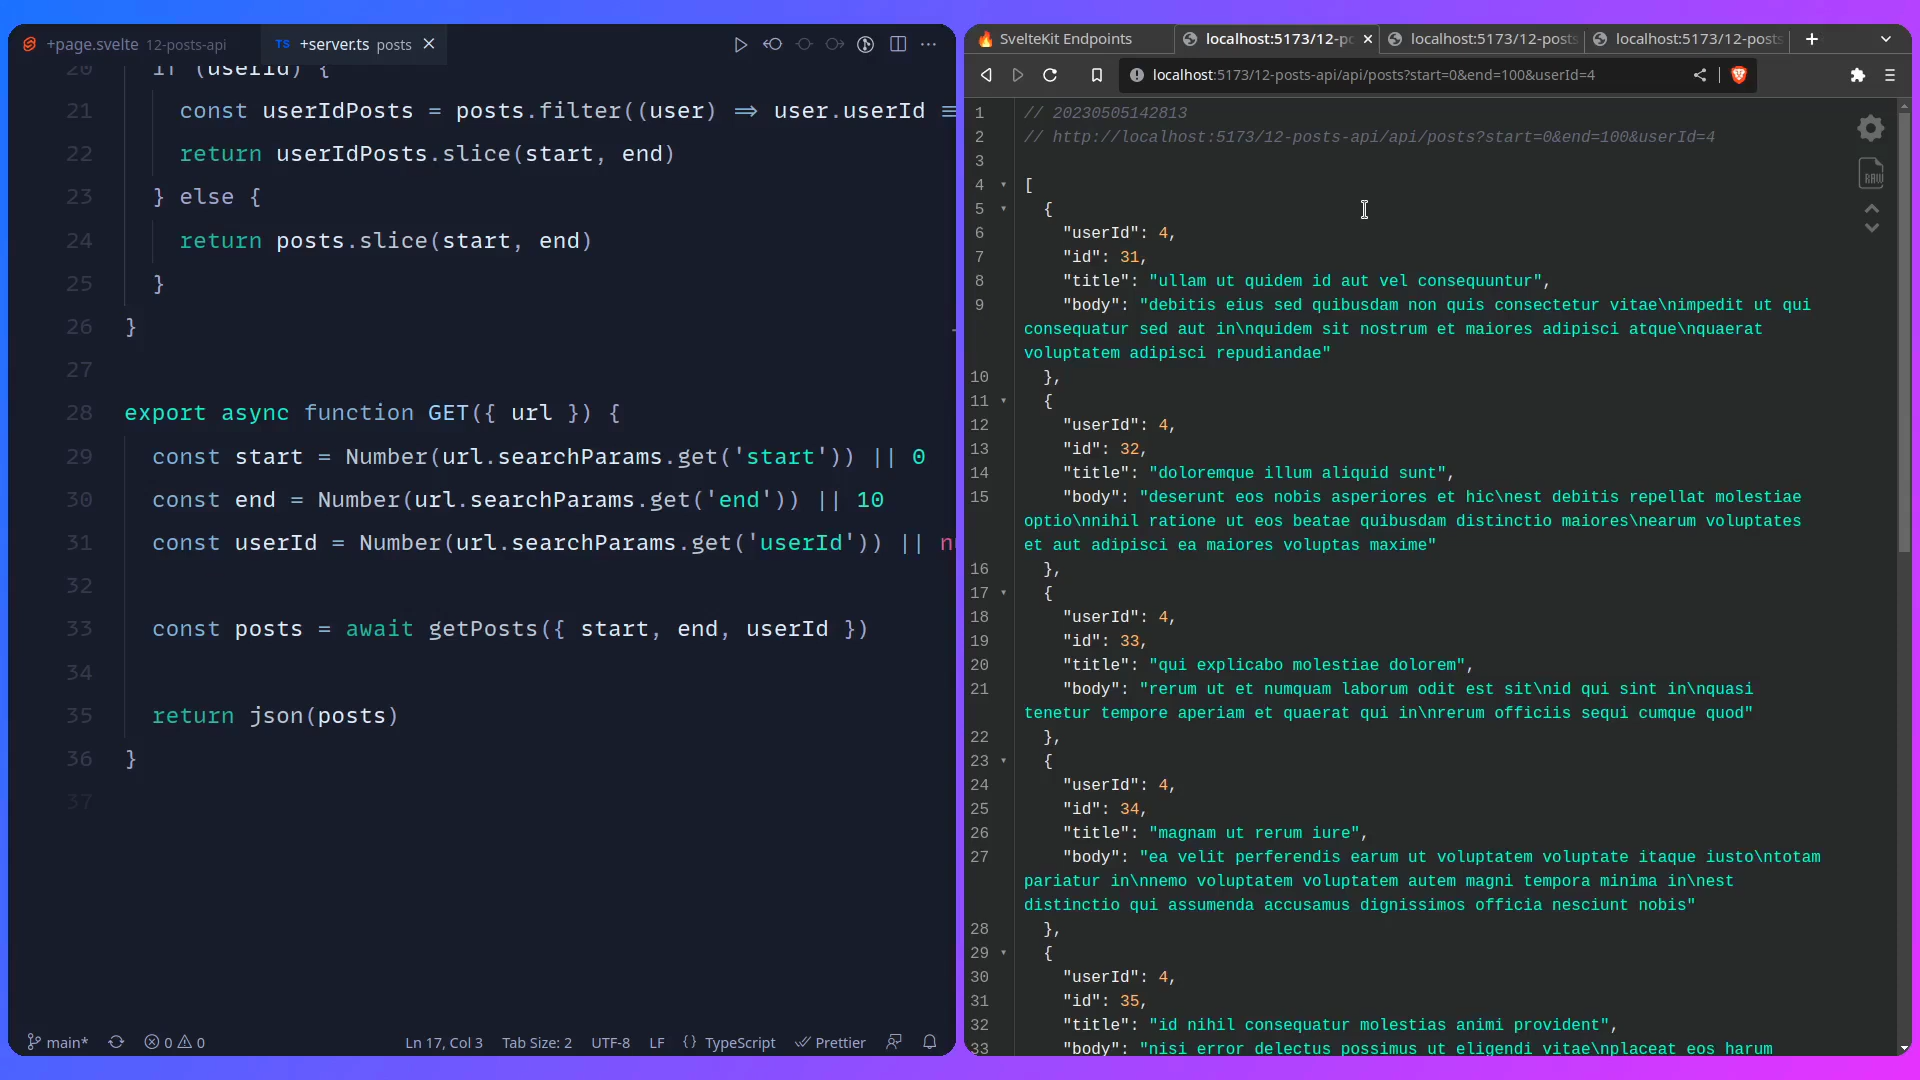 +page.svelte 12-posts-api
TS +server.ts posts
20 if (userId) {
21 const userIdPosts = posts.filter((user) ⇒ user.userId ≡
22 return userIdPosts.slice(start, end)
23 } else {
24 return posts.slice(start, end)
25 }
26 }
27
28 export async function GET({ url }) {
29 const start = Number(url.searchParams.get('start')) || 0
30 const end = Number(url.searchParams.get('end')) || 10
31 const userId = Number(url.searchParams.get('userId')) ||
32
33 const posts = await getPosts({ start, end, userId })
34
35 return json(posts)
36 }
37
main* 0 0 Ln 17, Col 3 Tab Size: 2 UTF-8 LF {} TypeScript Prettier
SvelteKit Endpoints localhost:5173/12-pc localhost:5173/12-posts localhost:5173/12-posts
localhost:5173/12-posts-api/api/posts?start=0&end=100&userId=4
RAW
1 // 20230505142813
2 // http://localhost:5173/12-posts-api/api/posts?start=0&end=100&userId=4
3
4 [
5 {
6 "userId": 4,
7 "id": 31,
8 "title": "ullam ut quidem id aut vel consequuntur",
9 "body": "debitis eius sed quibusdam non quis consectetur vitae\nimpedit ut qui
consequatur sed aut in\nquidem sit nostrum et maiores adipisci atque\nquaerat
voluptatem adipisci repudiandae"
10 },
11 {
12 "userId": 4,
13 "id": 32,
14 "title": "doloremque illum aliquid sunt",
15 "body": "deserunt eos nobis asperiores et hic\nest debitis repellat molestiae
optio\nnihil ratione ut eos beatae quibusdam distinctio maiores\nearum voluptates
et aut adipisci ea maiores voluptas maxime"
16 },
17 {
18 "userId": 4,
19 "id": 33,
20 "title": "qui explicabo molestiae dolorem",
21 "body": "rerum ut et numquam laborum odit est sit\nid qui sint in\nquasi
tenetur tempore aperiam et quaerat qui in\nrerum officiis sequi cumque quod"
22 },
23 {
24 "userId": 4,
25 "id": 34,
26 "title": "magnam ut rerum iure",
27 "body": "ea velit perferendis earum ut voluptatem voluptate itaque iusto\ntotam
pariatur in\nnemo voluptatem voluptatem autem magni tempora minima in\nest
distinctio qui assumenda accusamus dignissimos officia nesciunt nobis"
28 },
29 {
30 "userId": 4,
31 "id": 35,
32 "title": "id nihil consequatur molestias animi provident",
33 "body": "nisi error delectus possimus ut eligendi vitae\nplaceat eos harum